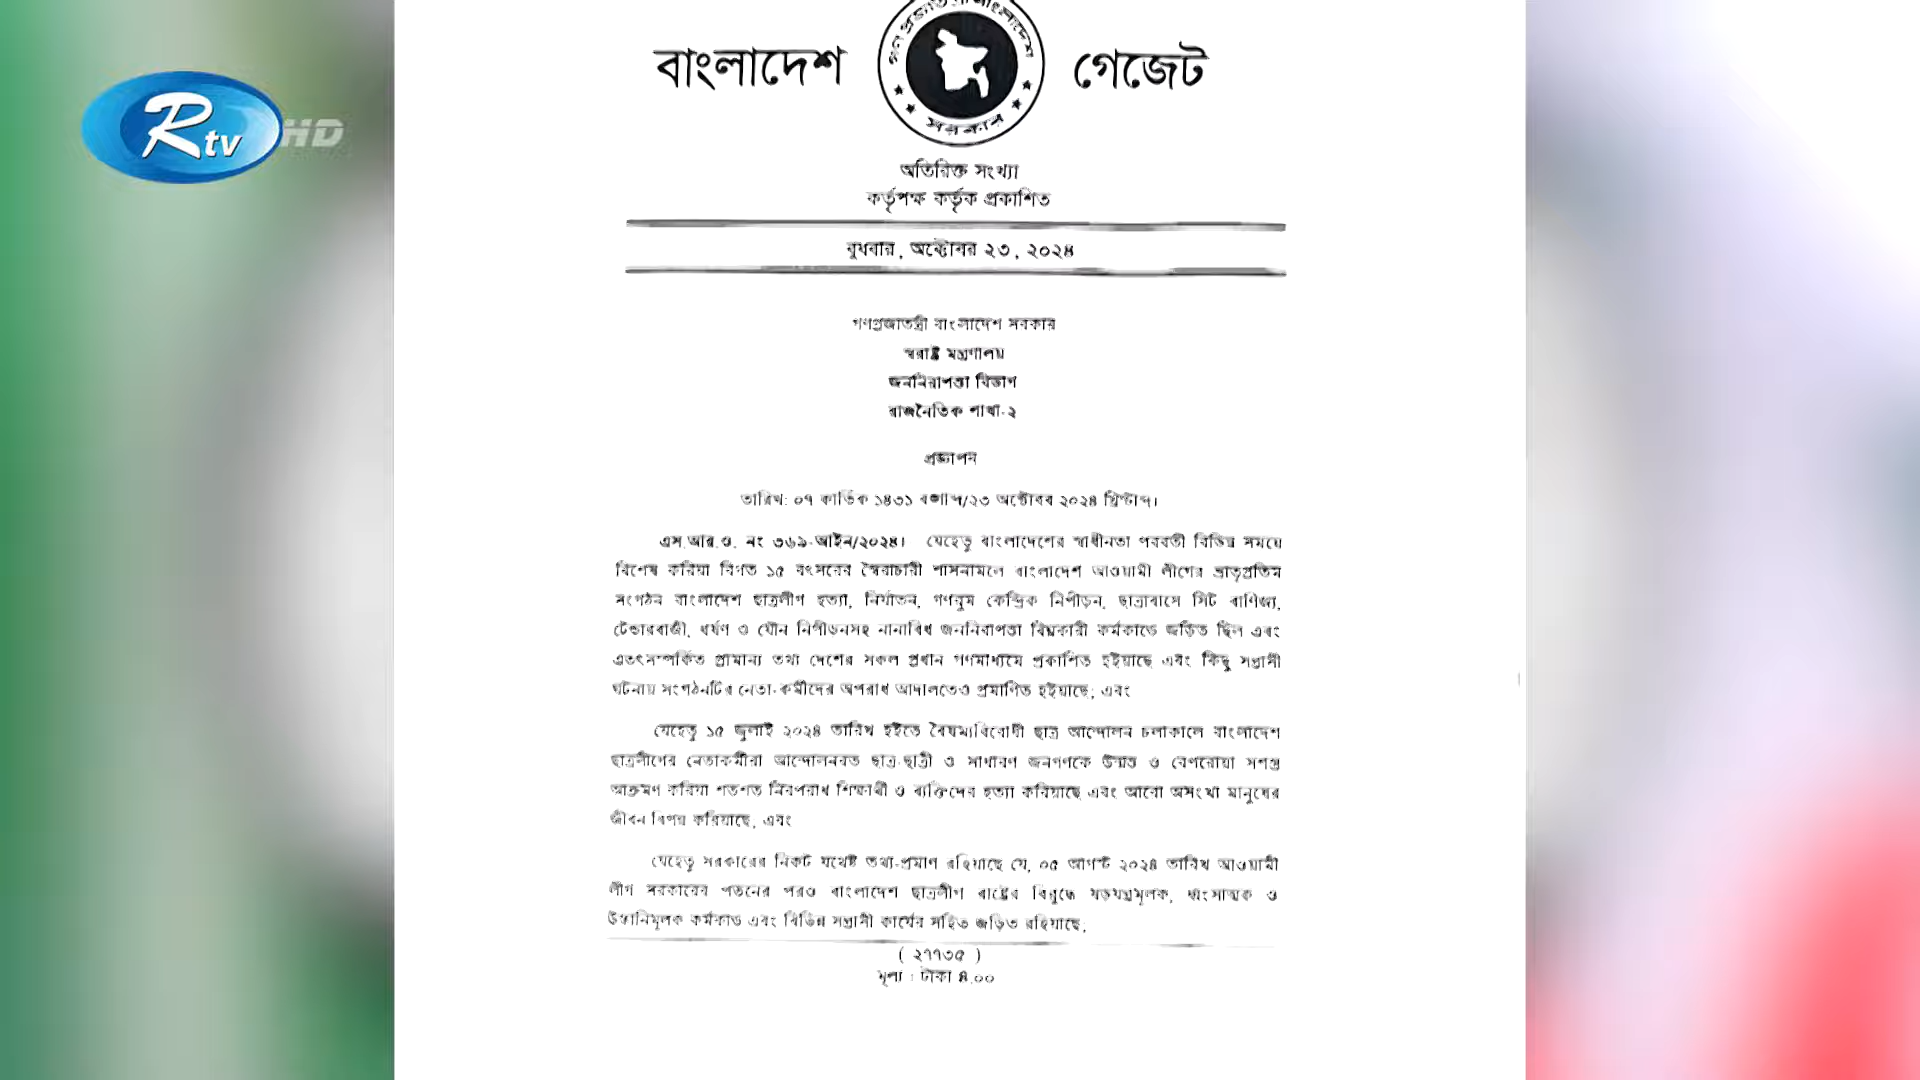 Rtv HD
বাংলাদেশ গেজেট
সরকার
অতিরিক্ত সংখ্যা
কর্তৃপক্ষ কর্তৃক প্রকাশিত
বুধবার, অক্টোবর ২৩, ২০২৪
গণপ্রজাতন্ত্রী বাংলাদেশ সরকার
স্বরাষ্ট্র মন্ত্রণালয়
জননিরাপত্তা বিভাগ
রাজনৈতিক শাখা-২
প্রজ্ঞাপন
তারিখ: ০৭ কার্তিক ১৪৩১ বঙ্গাব্দ/২৩ অক্টোবর ২০২৪ খ্রিস্টাব্দ।
এস.আর.ও. নং ৩৬৯-আইন/২০২৪। যেহেতু বাংলাদেশের স্বাধীনতা পরবর্তী বিভিন্ন সময়ে
বিশেষ করিয়া বিগত ১৫ বৎসরের স্বৈরাচারী শাসনামলে বাংলাদেশ আওয়ামী লীগের ভ্রাতৃপ্রতিম
সংগঠন বাংলাদেশ ছাত্রলীগ হত্যা, নির্যাতন, গণরুম কেন্দ্রিক নিপীড়ন, ছাত্রাবাসে সিট বাণিজ্য,
টেন্ডারবাজী, ধর্ষণ ও যৌন নিপীড়নসহ নানাবিধ জননিরাপত্তা বিঘ্নকারী কর্মকান্ডে জড়িত ছিল এবং
এতৎসম্পর্কিত প্রামান্য তথ্য দেশের সকল প্রধান গণমাধ্যমে প্রকাশিত হইয়াছে এবং কিছু সন্ত্রাসী
ঘটনায় সংগঠনটির নেতা-কর্মীদের অপরাধ আদালতেও প্রমাণিত হইয়াছে; এবং
যেহেতু ১৫ জুলাই ২০২৪ তারিখ হইতে বৈষম্যবিরোধী ছাত্র আন্দোলন চলাকালে বাংলাদেশ
ছাত্রলীগের নেতাকর্মীরা আন্দোলনরত ছাত্র-ছাত্রী ও সাধারণ জনগণকে উন্মত্ত ও বেপরোয়া সশস্ত্র
আক্রমণ করিয়া শতশত নিরপরাধ শিক্ষার্থী ও ব্যক্তিদের হত্যা করিয়াছে এবং আরো অসংখ্য মানুষের
জীবন বিপন্ন করিয়াছে, এবং
যেহেতু সরকারের নিকট যথেষ্ট তথ্য-প্রমাণ রহিয়াছে যে, ০৫ আগস্ট ২০২৪ তারিখ আওয়ামী
লীগ সরকারের পতনের পরও বাংলাদেশ ছাত্রলীগ রাষ্ট্রের বিরুদ্ধে ষড়যন্ত্রমূলক, ধ্বংসাত্মক ও
উস্কানিমূলক কর্মকান্ড এবং বিভিন্ন সন্ত্রাসী কার্যের সহিত জড়িত রহিয়াছে;
( ২৭৭৩৫ )
মূল্য : টাকা ৪.০০